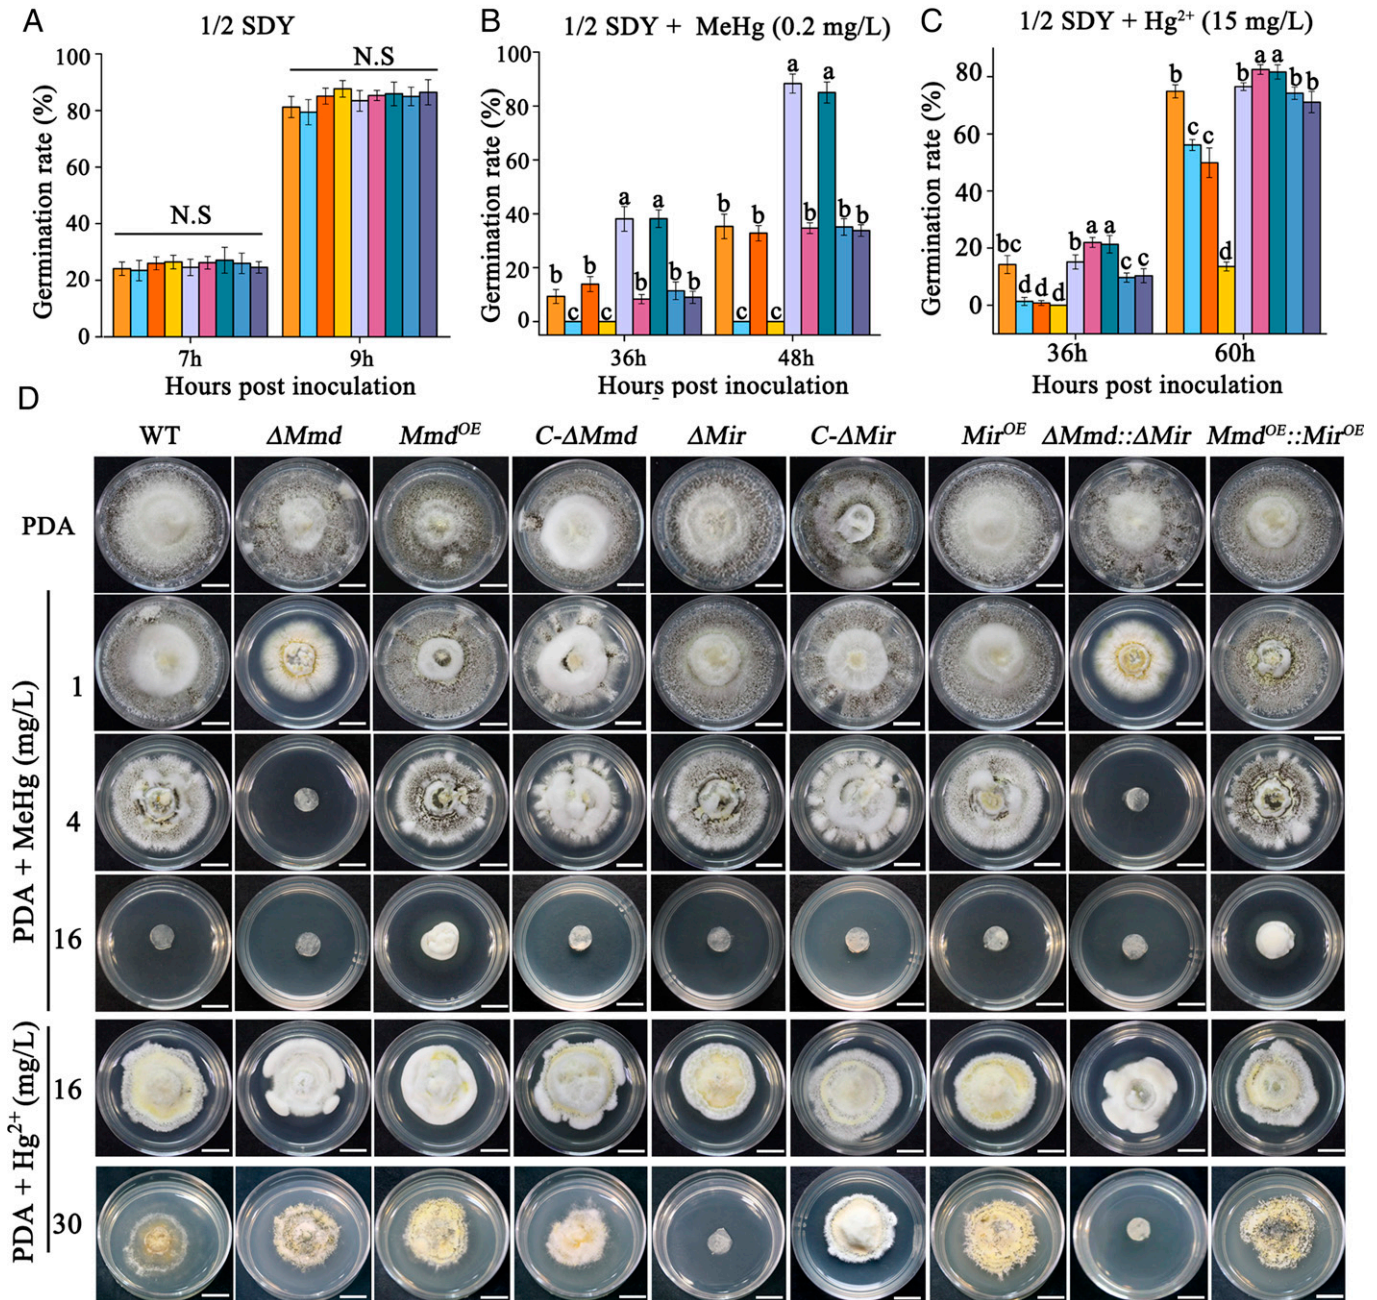 A
1/2 SDY
Germination rate (%)
100
80
60
40
20
0
N.S
N.S
7h
9h
Hours post inoculation
B
1/2 SDY + MeHg (0.2 mg/L)
Germination rate (%)
100
80
60
40
20
0
b
c
b
c
a
b
a
b
b
b
c
b
c
a
b
a
b
b
36h
48h
Hours post inoculation
C
1/2 SDY + Hg²⁺ (15 mg/L)
Germination rate (%)
80
60
40
20
0
bc
d
d
d
b
a
a
c
c
b
c
c
d
b
a
a
b
b
36h
60h
Hours post inoculation
D
WT ΔMmd Mmdᴼᴱ C-ΔMmd ΔMir C-ΔMir Mirᴼᴱ ΔMmd::ΔMir Mmdᴼᴱ::Mirᴼᴱ
PDA
PDA + MeHg (mg/L)
1
4
16
PDA + Hg²⁺ (mg/L)
16
30